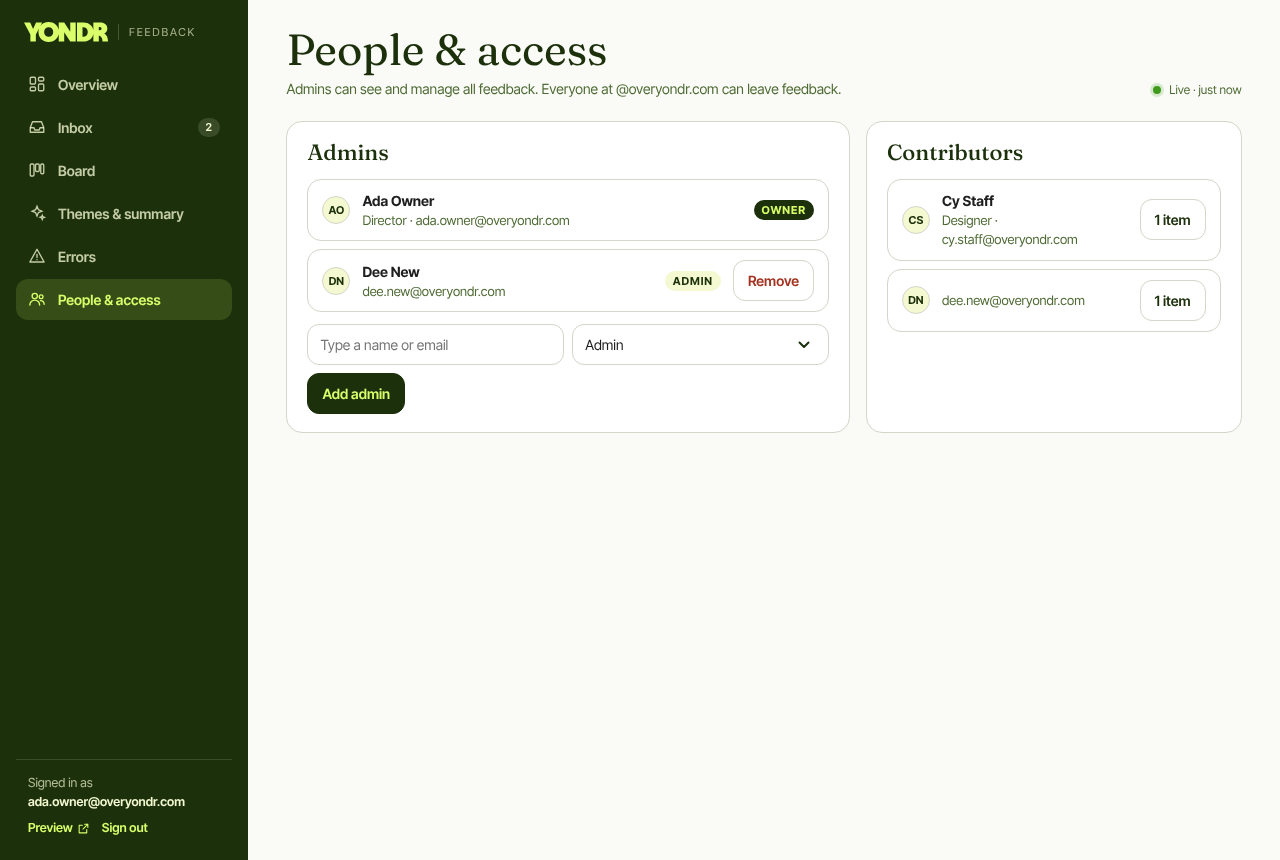 YONDR FEEDBACK
Overview
Inbox 2
Board
Themes & summary
Errors
People & access
Signed in as
ada.owner@overyondr.com
Preview Sign out
People & access
Admins can see and manage all feedback. Everyone at @overyondr.com can leave feedback.
Live · just now
Admins
AO
Ada Owner
Director · ada.owner@overyondr.com
OWNER
DN
Dee New
dee.new@overyondr.com
ADMIN
Remove
Type a name or email
Admin
Add admin
Contributors
CS
Cy Staff
Designer ·
cy.staff@overyondr.com
1 item
DN
dee.new@overyondr.com
1 item